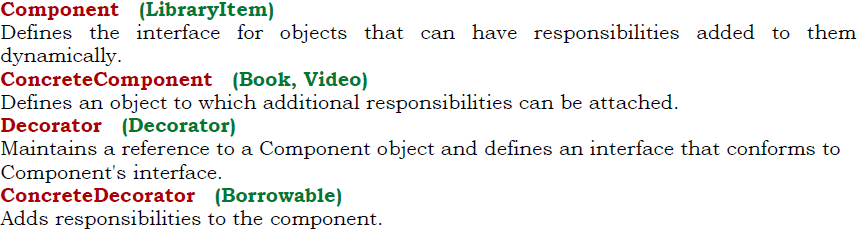 Component (LibraryItem)
Defines the interface for objects that can have responsibilities added to them
dynamically.
ConcreteComponent (Book, Video)
Defines an object to which additional responsibilities can be attached.
Decorator (Decorator)
Maintains a reference to a Component object and defines an interface that conforms to
Component's interface.
ConcreteDecorator (Borrowable)
Adds responsibilities to the component.